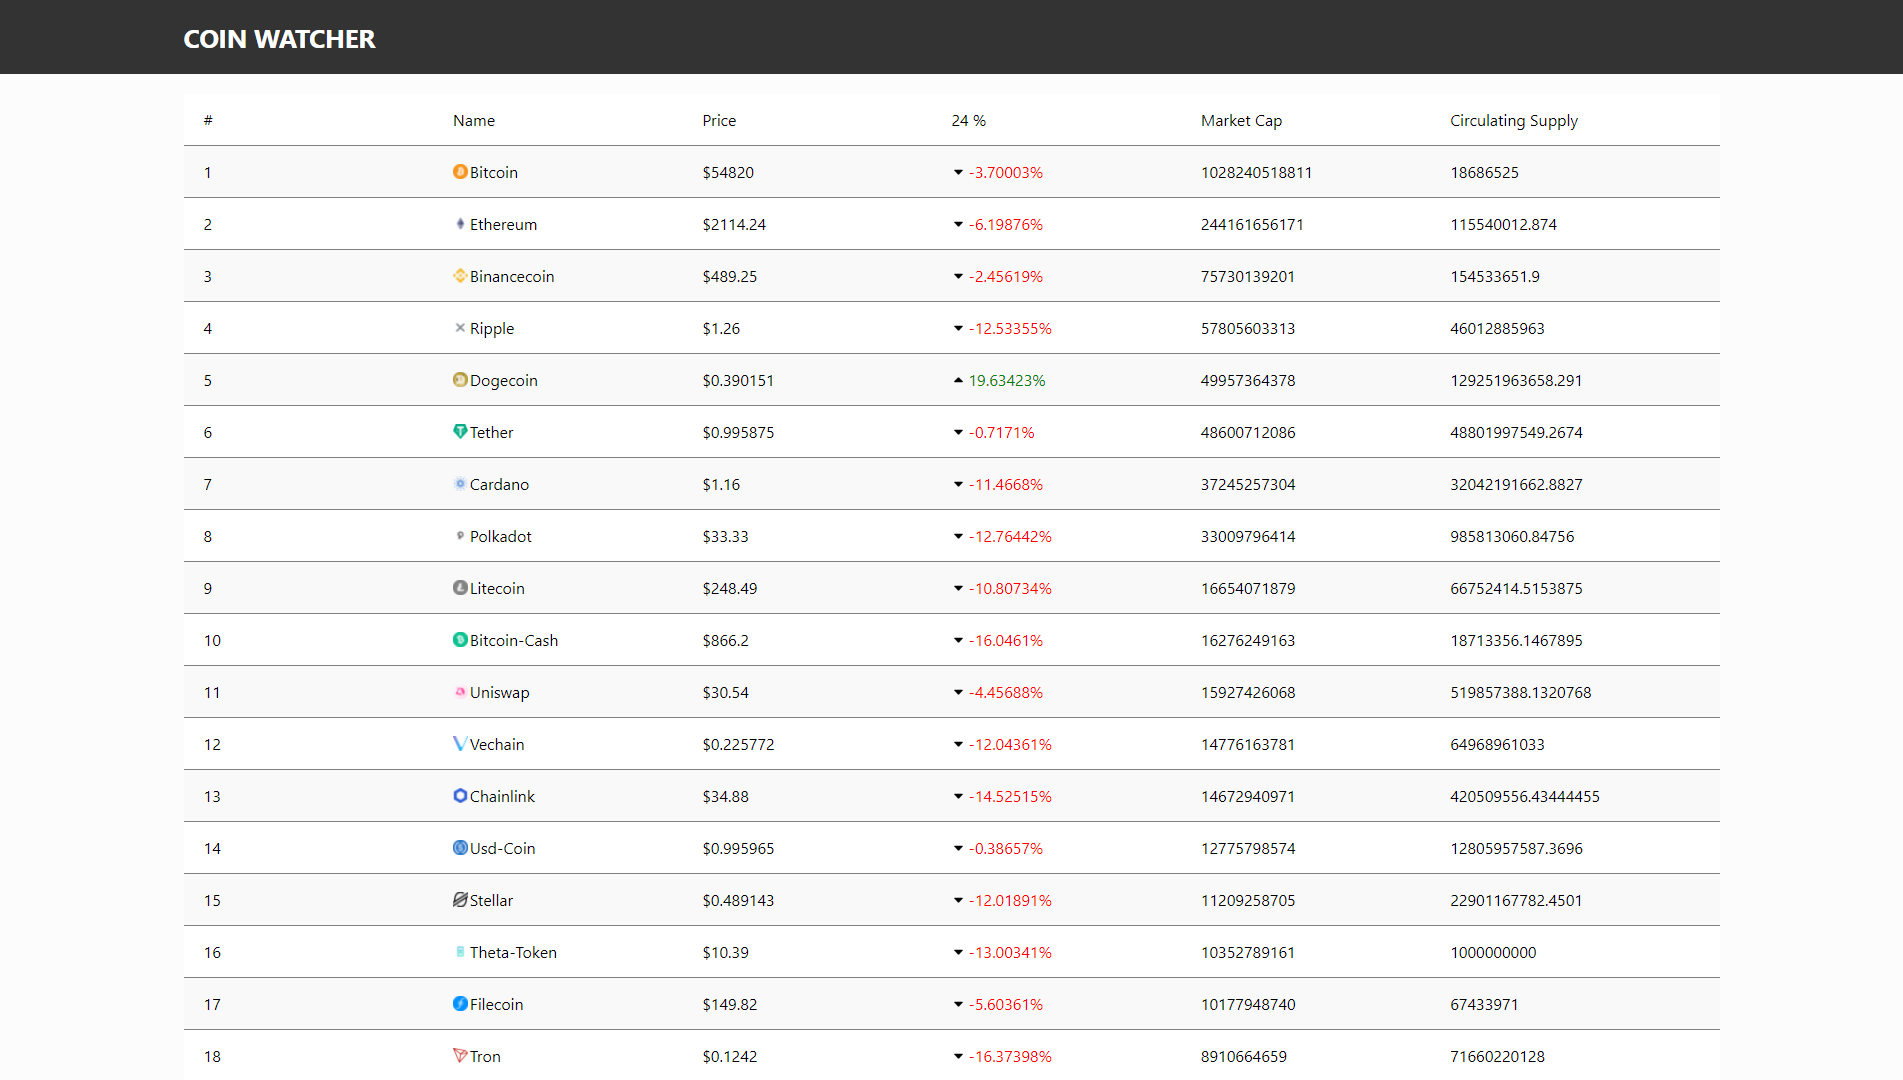 COIN WATCHER
# Name Price 24 % Market Cap Circulating Supply
1 Bitcoin $54820 -3.70003% 1028240518811 18686525
2 Ethereum $2114.24 -6.19876% 244161656171 115540012.874
3 Binancecoin $489.25 -2.45619% 75730139201 154533651.9
4 Ripple $1.26 -12.53355% 57805603313 46012885963
5 Dogecoin $0.390151 19.63423% 49957364378 129251963658.291
6 Tether $0.995875 -0.7171% 48600712086 48801997549.2674
7 Cardano $1.16 -11.4668% 37245257304 32042191662.8827
8 Polkadot $33.33 -12.76442% 33009796414 985813060.84756
9 Litecoin $248.49 -10.80734% 16654071879 66752414.5153875
10 Bitcoin-Cash $866.2 -16.0461% 16276249163 18713356.1467895
11 Uniswap $30.54 -4.45688% 15927426068 519857388.1320768
12 Vechain $0.225772 -12.04361% 14776163781 64968961033
13 Chainlink $34.88 -14.52515% 14672940971 420509556.43444455
14 Usd-Coin $0.995965 -0.38657% 12775798574 12805957587.3696
15 Stellar $0.489143 -12.01891% 11209258705 22901167782.4501
16 Theta-Token $10.39 -13.00341% 10352789161 1000000000
17 Filecoin $149.82 -5.60361% 10177948740 67433971
18 Tron $0.1242 -16.37398% 8910664659 71660220128